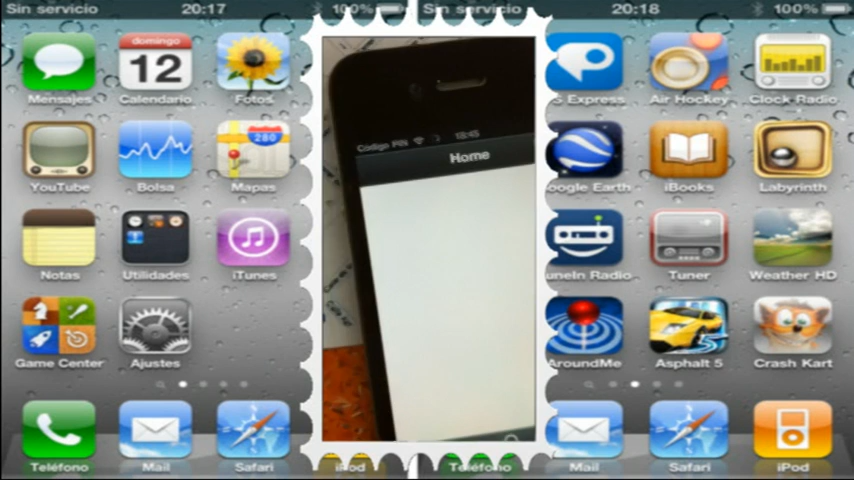 Sin servicio 20:17 100%
Mensajes Calendario Fotos
domingo
12
YouTube Bolsa Mapas
280
Notas Utilidades iTunes
Game Center Ajustes
Teléfono Mail Safari iPod
Código PIN 18:45
Home
Sin servicio 20:18 100%
S Express Air Hockey Clock Radio
oogle Earth iBooks Labyrinth
uneIn Radio Tuner Weather HD
AroundMe Asphalt 5 Crash Kart
Teléfono Mail Safari iPod